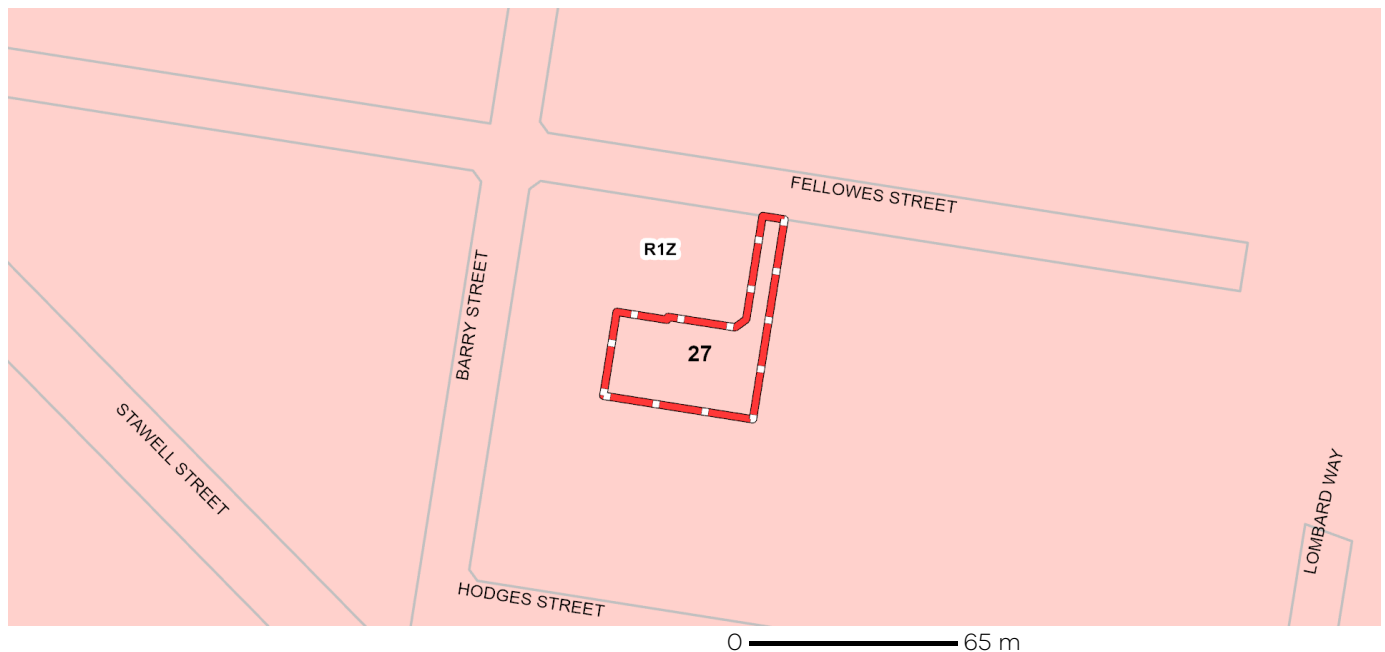 FELLOWES STREET
R1Z
BARRY STREET
27
STAWELL STREET
LOMBARD WAY
HODGES STREET
0 65 m